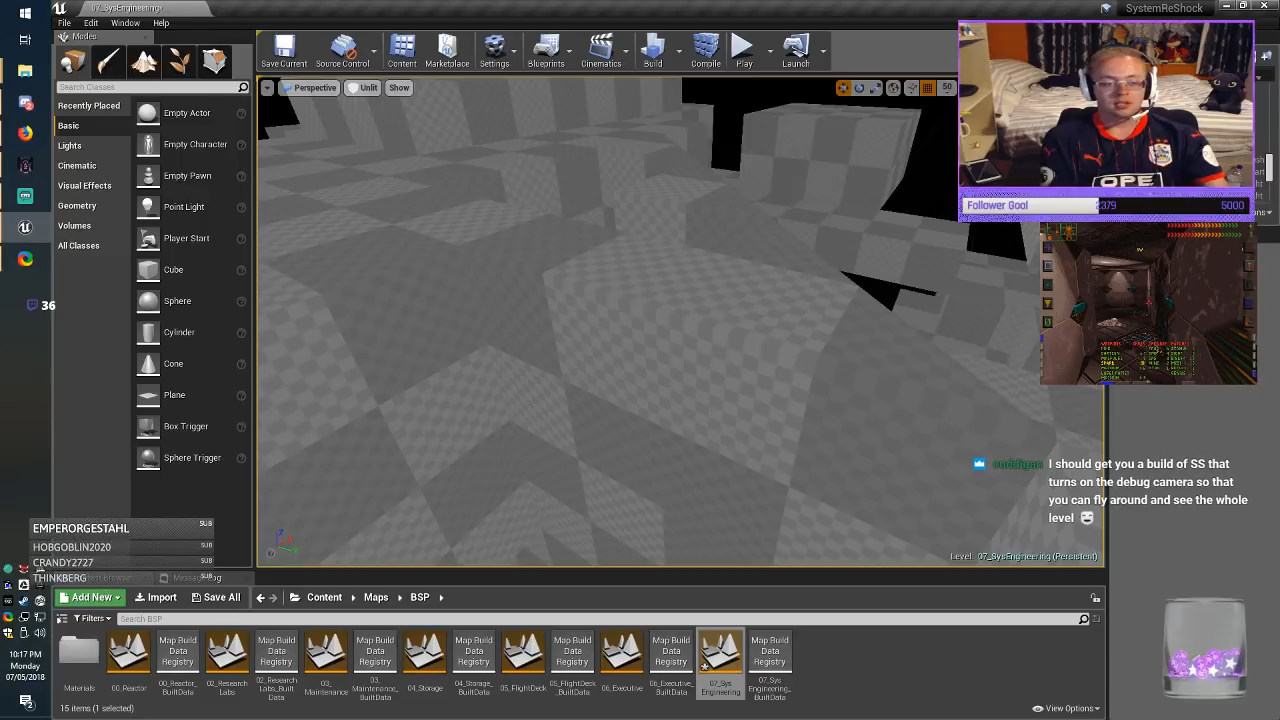 07_SysEngineering•
SystemReShock
File Edit Window Help
Modes
Save Current Source Control Content Marketplace Settings Blueprints Cinematics Build Compile Play Launch
Search Classes
Perspective Unlit Show
50
Recently Placed
Basic
Lights
Cinematic
Visual Effects
Geometry
Volumes
All Classes
Empty Actor
Empty Character
Empty Pawn
Point Light
Player Start
Cube
Sphere
Cylinder
Cone
Plane
Box Trigger
Sphere Trigger
36
OPE
Follower Goal 2379 5000
ruddigan I should get you a build of SS that
turns on the debug camera so that
you can fly around and see the whole
level
EMPERORGESTAHL SUB
HOBGOBLIN2020 SUB
CRANDY2727 SUB
THINKBERG SUB
Level: 07_SysEngineering (Persistent)
Add New Import Save All Content Maps BSP
Filters Search BSP
Materials
00_Reactor
Map Build Data Registry
00_Reactor_BuiltData
02_Research Labs
Map Build Data Registry
02_Research Labs_Built Data
03_Maintenance
Map Build Data Registry
03_Maintenance_BuiltData
04_Storage
Map Build Data Registry
04_Storage_BuiltData
05_FlightDeck
Map Build Data Registry
05_FlightDeck_BuiltData
06_Executive
Map Build Data Registry
06_Executive_BuiltData
07_Sys Engineering
Map Build Data Registry
07_Sys Engineering_BuiltData
15 items (1 selected)
View Options
10:17 PM
Monday
07/05/2018